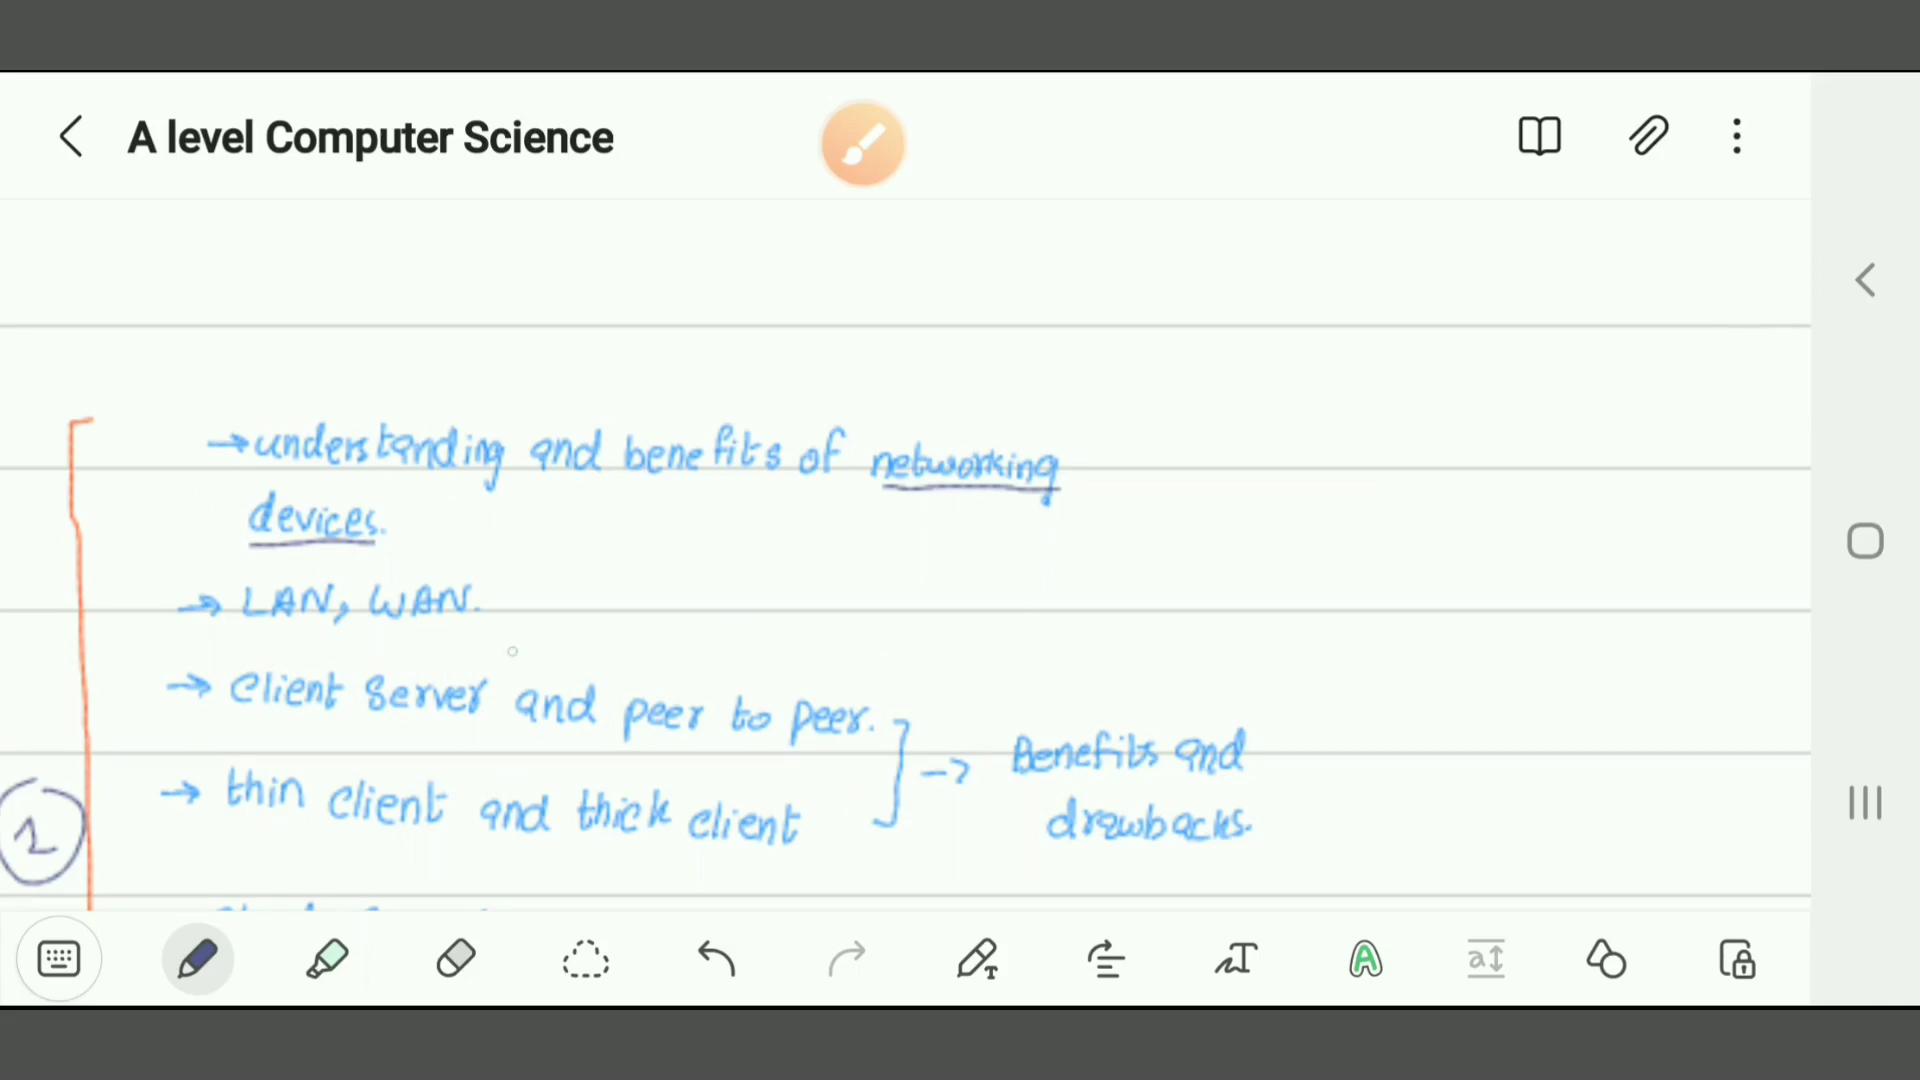 A level Computer Science
→understanding and benefits of networking
devices.
→ LAN, WAN.
→ Client Server and peer to peer.
→ thin client and thick client
-> Benefits and
drawbacks.